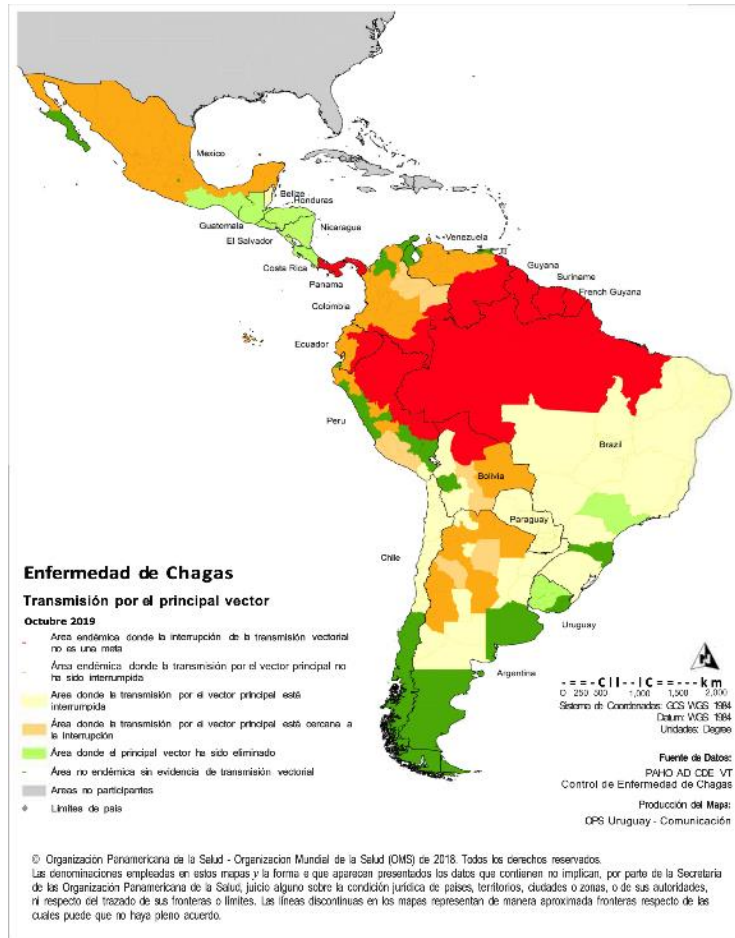 Mexico
Belize
Honduras
Guatemala
Nicaragua
El Salvador
Costa Rica
Panama
Venezuela
Guyana
Suriname
French Guyana
Colombia
Ecuador
Peru
Brazil
Bolivia
Paraguay
Chile
Uruguay
Argentina
Enfermedad de Chagas
Transmisión por el principal vector
Octubre 2019
Área endémica donde la interrupción de la transmisión vectorial
no es una meta
Área endémica donde la transmisión por el vector principal no
ha sido interrumpida
Area donde la transmisión por el vector principal está
interrumpida
Área donde la transmisión por el vector principal está cercana a
la interrupción
Área donde el principal vector ha sido eliminado
Área no endémica sin evidencia de transmisión vectorial
Areas no participantes
Límites de país
km
0 250 500 1,000 1,500 2,000
Sistema de Coordenadas: GCS WGS 1984
Datum: WGS 1984
Unidades: Degree
Fuente de Datos:
PAHO AD CDE VT
Control de Enfermedad de Chagas
Producción del Mapa:
OPS Uruguay - Comunicación
© Organización Panamericana de la Salud - Organizacion Mundial de la Salud (OMS) de 2018. Todos los derechos reservados.
Las denominaciones empleadas en estos mapas y la forma e que aparecen presentados los datos que contienen no implican, por parte de la Secretaria
de las Organización Panamericana de la Salud, juicio alguno sobre la condición jurídica de países, territorios, ciudades o zonas, o de sus autoridades,
ni respecto del trazado de sus fronteras o límites. Las líneas discontinuas en los mapas representan de manera aproximada fronteras respecto de las
cuales puede que no haya pleno acuerdo.